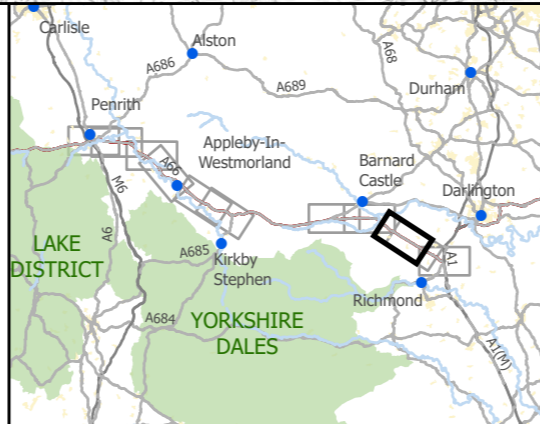 Carlisle
Alston
A686
A68
A689
Durham
Penrith
Appleby-In-
Westmorland
Barnard
Castle
Darlington
A66
M6
A6
LAKE
DISTRICT
A685
Kirkby
Stephen
A1
Richmond
A684
YORKSHIRE
DALES
A1(M)